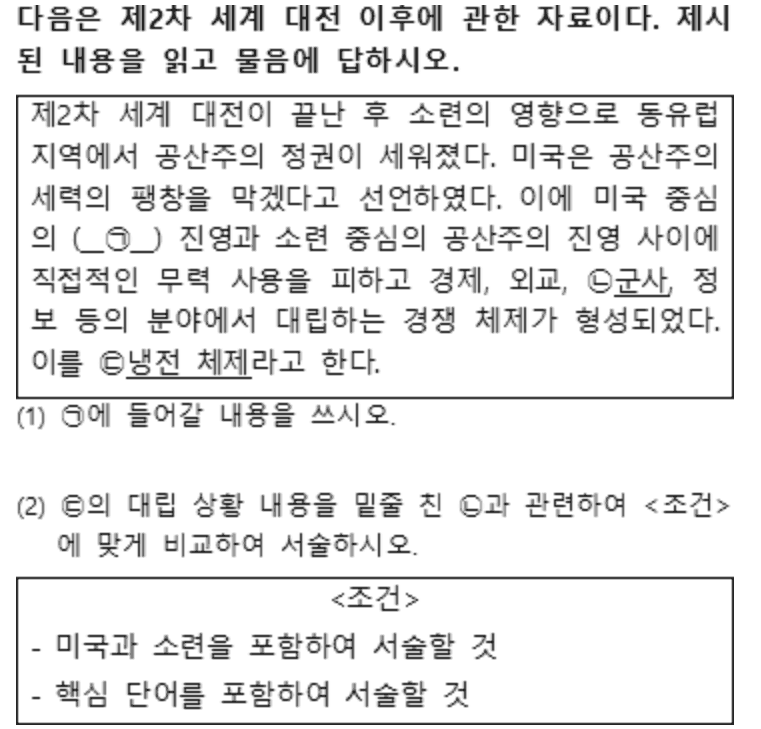 다음은 제2차 세계 대전 이후에 관한 자료이다. 제시
된 내용을 읽고 물음에 답하시오.
제2차 세계 대전이 끝난 후 소련의 영향으로 동유럽
지역에서 공산주의 정권이 세워졌다. 미국은 공산주의
세력의 팽창을 막겠다고 선언하였다. 이에 미국 중심
의 (_㉠_) 진영과 소련 중심의 공산주의 진영 사이에
직접적인 무력 사용을 피하고 경제, 외교, ㉡군사, 정
보 등의 분야에서 대립하는 경쟁 체제가 형성되었다.
이를 ㉢냉전 체제라고 한다.
(1) ㉠에 들어갈 내용을 쓰시오.
(2) ㉢의 대립 상황 내용을 밑줄 친 ㉡과 관련하여 <조건>
에 맞게 비교하여 서술하시오.
<조건>
- 미국과 소련을 포함하여 서술할 것
- 핵심 단어를 포함하여 서술할 것